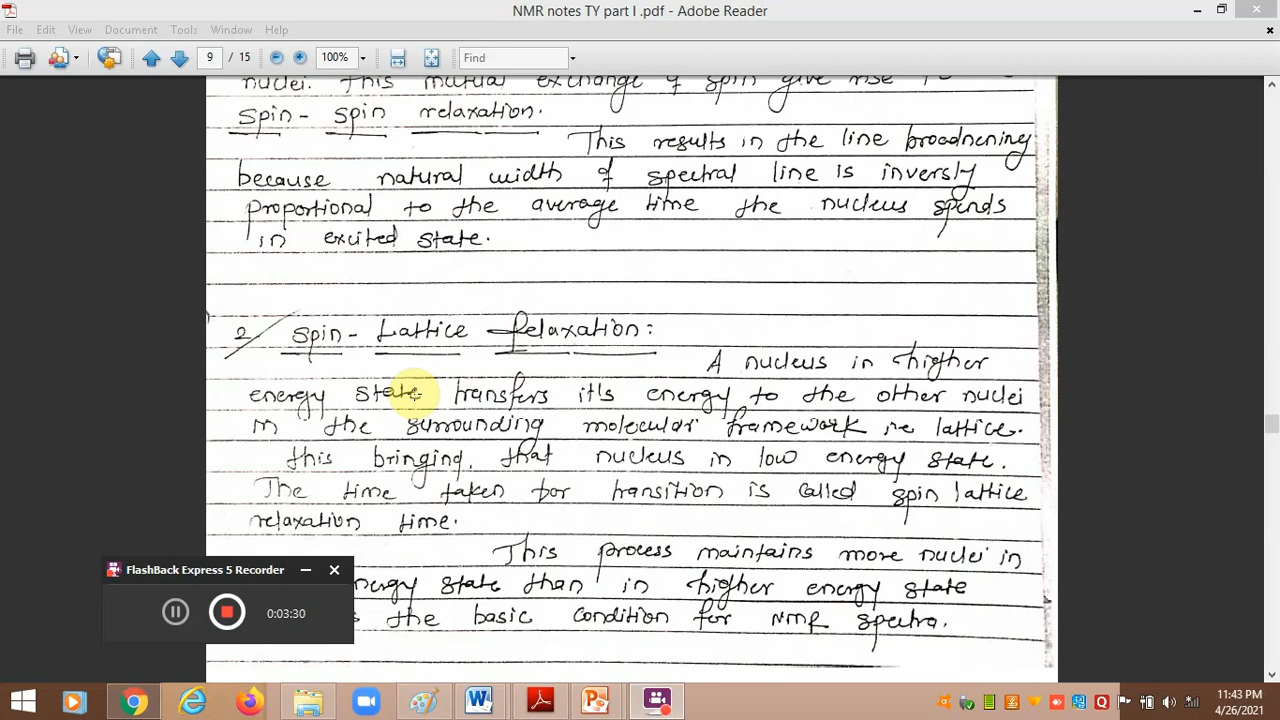 NMR notes TY part I .pdf - Adobe Reader
File Edit View Document Tools Window Help
9 / 15 100% Find
nuclei. This mutual exchange of spin give rise to
spin- spin relaxation.
This results in the line broadnening
because natural width of spectral line is inversly
proportional to the average time the nucleus spends
in excited state.
2/ Spin- Lattice Relaxation:
A nucleus in higher
energy state transfers it's energy to the other nuclei
in the surrounding molecular framework i.e lattice.
this bringing that nucleus in low energy state.
The time taken for transition is called spin lattice
relaxation time.
This process maintains more nuclei in
energy state than in higher energy state
the basic condition for NMR spectra.
FlashBack Express 5 Recorder
0:03:30
11:43 PM
4/26/2021